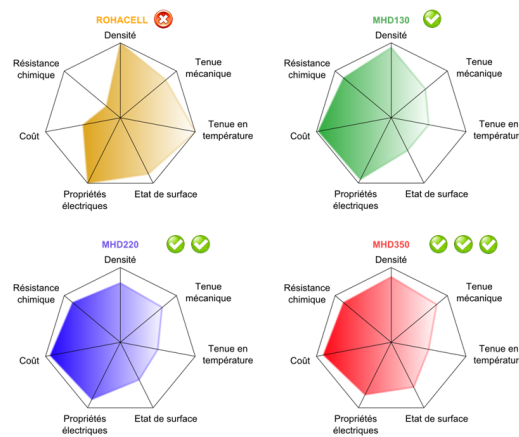 ROHACELL
Densité
Résistance
chimique
Tenue
mécanique
Coût
Tenue en
température
Propriétés
électriques
Etat de surface
MHD130
Densité
Résistance
chimique
Tenue
mécanique
Coût
Tenue en
températur
Propriétés
électriques
Etat de surface
MHD220
Densité
Résistance
chimique
Tenue
mécanique
Coût
Tenue en
température
Propriétés
électriques
Etat de surface
MHD350
Densité
Résistance
chimique
Tenue
mécanique
Coût
Tenue en
températur
Propriétés
électriques
Etat de surface